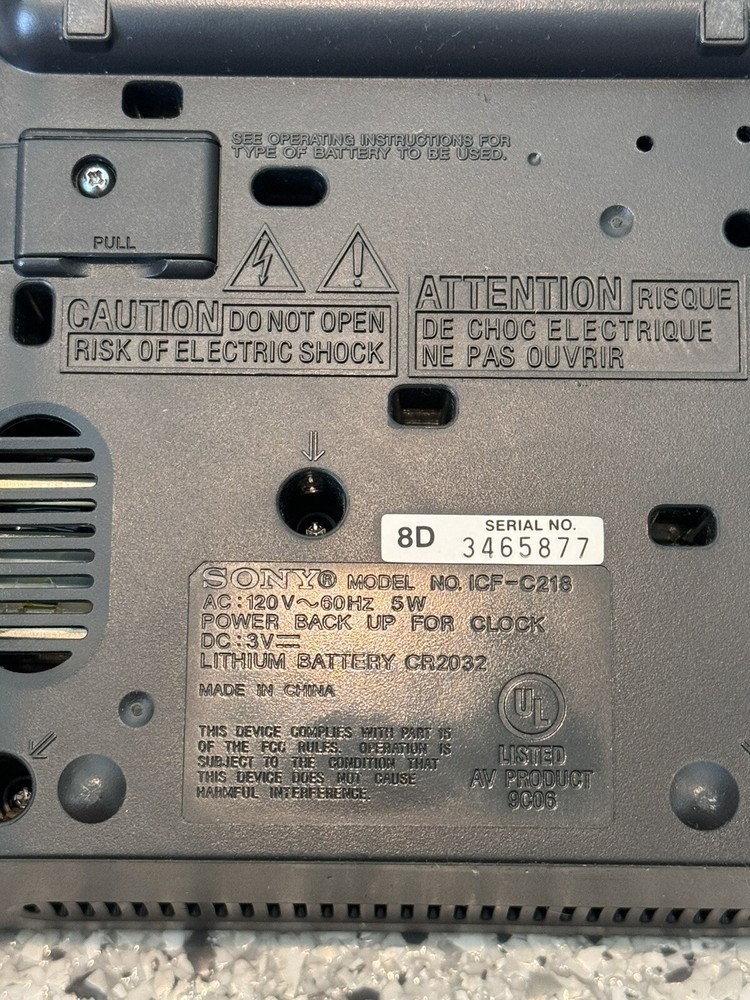 SEE OPERATING INSTRUCTIONS FOR
TYPE OF BATTERY TO BE USED.
PULL
CAUTION DO NOT OPEN
RISK OF ELECTRIC SHOCK
ATTENTION RISQUE
DE CHOC ELECTRIQUE
NE PAS OUVRIR
8D SERIAL NO.
3465877
SONY® MODEL NO. ICF-C218
AC : 120V~60Hz 5W
POWER BACK UP FOR CLOCK
DC : 3V⎓
LITHIUM BATTERY CR2032
MADE IN CHINA
THIS DEVICE COMPLIES WITH PART 15
OF THE FCC RULES. OPERATION IS
SUBJECT TO THE CONDITION THAT
THIS DEVICE DOES NOT CAUSE
HARMFUL INTERFERENCE.
UL
LISTED
AV PRODUCT
9C06